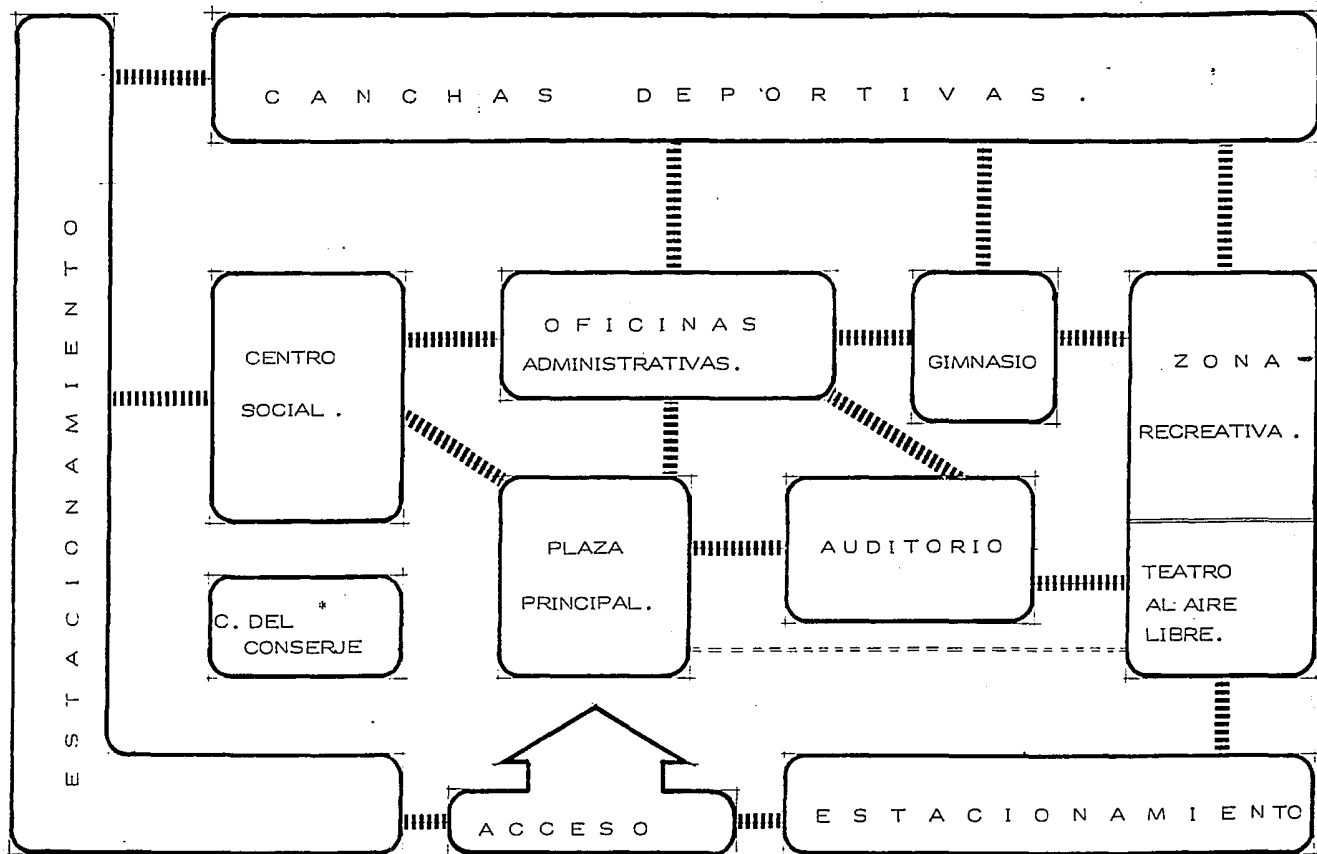 CANCHAS DEPORTIVAS.
ESTACIONAMIENTO
CENTRO
SOCIAL.
OFICINAS
ADMINISTRATIVAS.
GIMNASIO
ZONA
RECREATIVA.
PLAZA
PRINCIPAL.
AUDITORIO
TEATRO
AL AIRE
LIBRE.
C. DEL
CONSERJE
ACCESO
ESTACIONAMIENTO